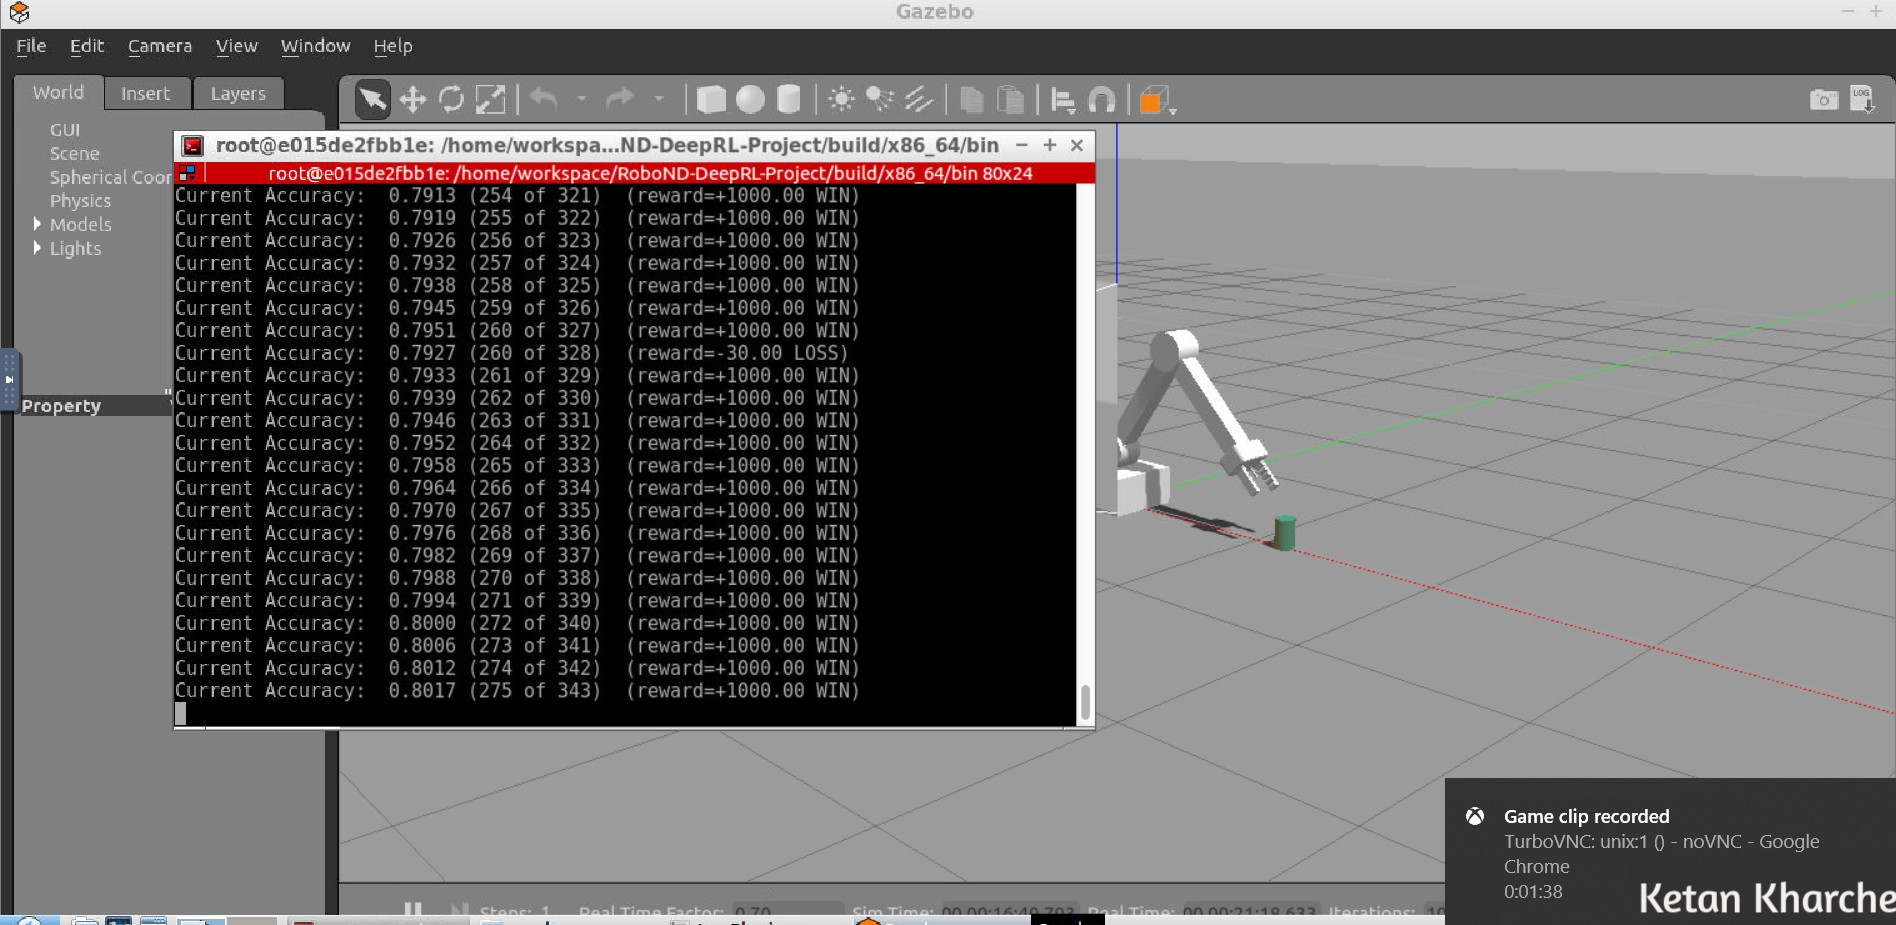 Gazebo
File Edit Camera View Window Help
World Insert Layers
GUI
Scene
Spherical Coor
Physics
Models
Lights
Property
LOG
root@e015de2fbb1e: /home/workspa...ND-DeepRL-Project/build/x86_64/bin
root@e015de2fbb1e: /home/workspace/RoboND-DeepRL-Project/build/x86_64/bin 80x24
Current Accuracy: 0.7913 (254 of 321) (reward=+1000.00 WIN)
Current Accuracy: 0.7919 (255 of 322) (reward=+1000.00 WIN)
Current Accuracy: 0.7926 (256 of 323) (reward=+1000.00 WIN)
Current Accuracy: 0.7932 (257 of 324) (reward=+1000.00 WIN)
Current Accuracy: 0.7938 (258 of 325) (reward=+1000.00 WIN)
Current Accuracy: 0.7945 (259 of 326) (reward=+1000.00 WIN)
Current Accuracy: 0.7951 (260 of 327) (reward=+1000.00 WIN)
Current Accuracy: 0.7927 (260 of 328) (reward=-30.00 LOSS)
Current Accuracy: 0.7933 (261 of 329) (reward=+1000.00 WIN)
Current Accuracy: 0.7939 (262 of 330) (reward=+1000.00 WIN)
Current Accuracy: 0.7946 (263 of 331) (reward=+1000.00 WIN)
Current Accuracy: 0.7952 (264 of 332) (reward=+1000.00 WIN)
Current Accuracy: 0.7958 (265 of 333) (reward=+1000.00 WIN)
Current Accuracy: 0.7964 (266 of 334) (reward=+1000.00 WIN)
Current Accuracy: 0.7970 (267 of 335) (reward=+1000.00 WIN)
Current Accuracy: 0.7976 (268 of 336) (reward=+1000.00 WIN)
Current Accuracy: 0.7982 (269 of 337) (reward=+1000.00 WIN)
Current Accuracy: 0.7988 (270 of 338) (reward=+1000.00 WIN)
Current Accuracy: 0.7994 (271 of 339) (reward=+1000.00 WIN)
Current Accuracy: 0.8000 (272 of 340) (reward=+1000.00 WIN)
Current Accuracy: 0.8006 (273 of 341) (reward=+1000.00 WIN)
Current Accuracy: 0.8012 (274 of 342) (reward=+1000.00 WIN)
Current Accuracy: 0.8017 (275 of 343) (reward=+1000.00 WIN)
Game clip recorded
TurboVNC: unix:1 () - noVNC - Google
Chrome
0:01:38
Ketan Kharche
Steps: 1 Real Time Factor: 0.70 Sim Time: 00 00:16:40.793 Real Time: 00 00:21:18.633 Iterations: